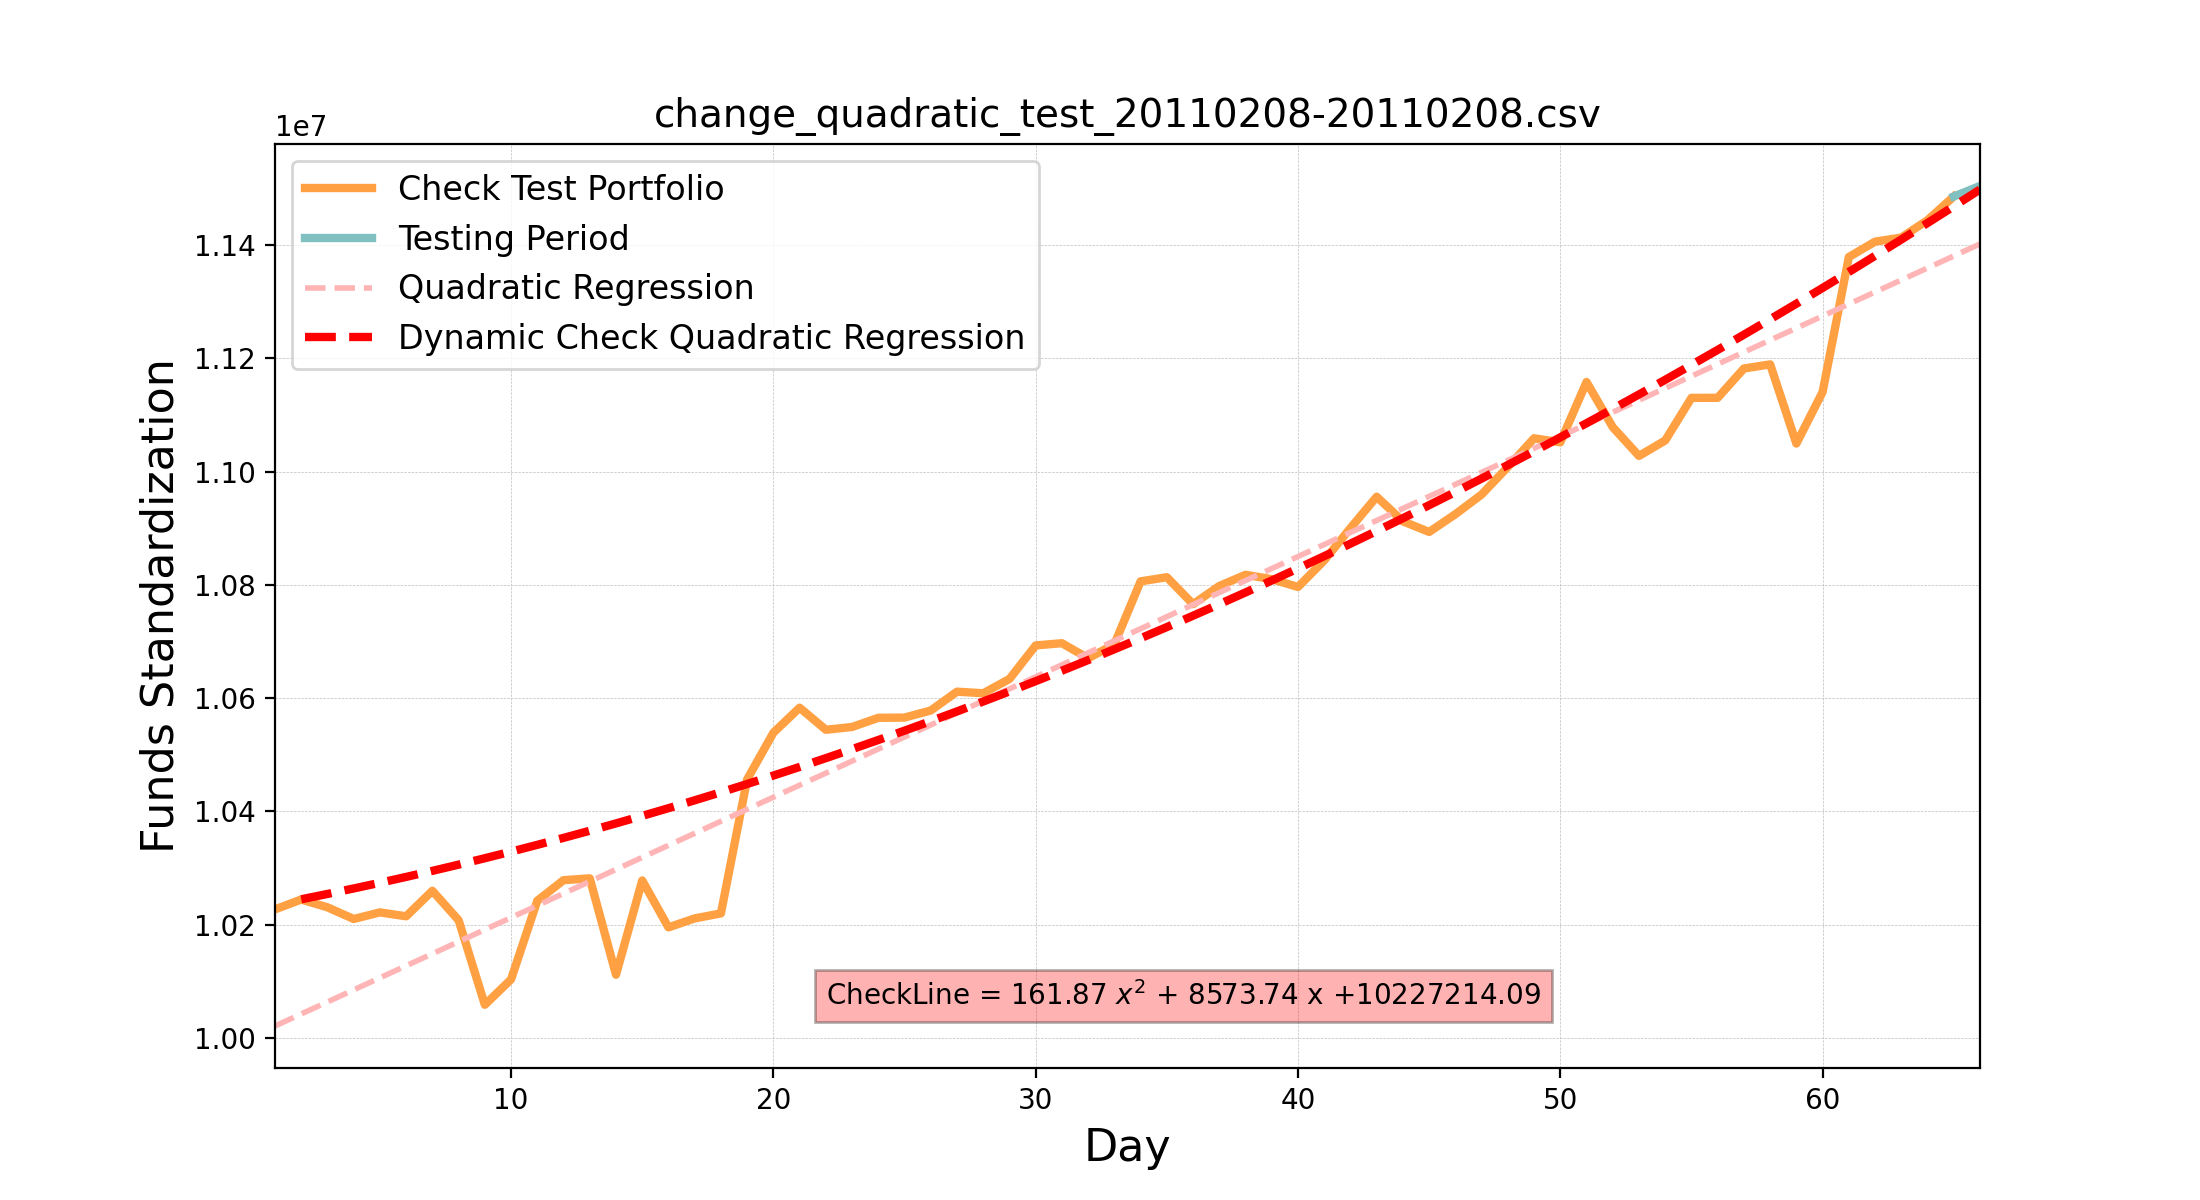 change_quadratic_test_20110208-20110208.csv
1e7
Check Test Portfolio
Testing Period
Quadratic Regression
Dynamic Check Quadratic Regression
1.14
1.12
1.10
1.08
1.06
1.04
1.02
1.00
Funds Standardization
CheckLine = 161.87 x² + 8573.74 x +10227214.09
10 20 30 40 50 60
Day